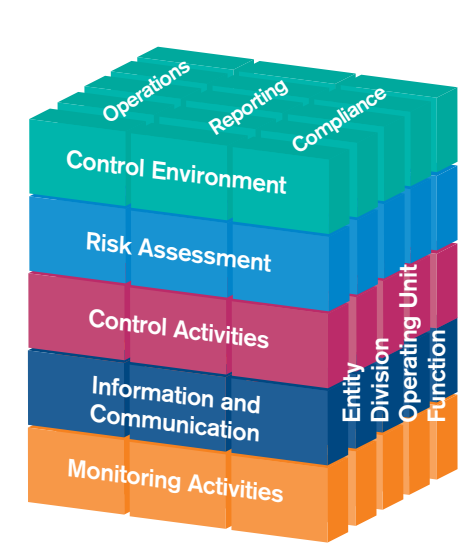 Operations
Reporting
Compliance
Control Environment
Risk Assessment
Control Activities
Information and
Communication
Monitoring Activities
Entity
Division
Operating Unit
Function